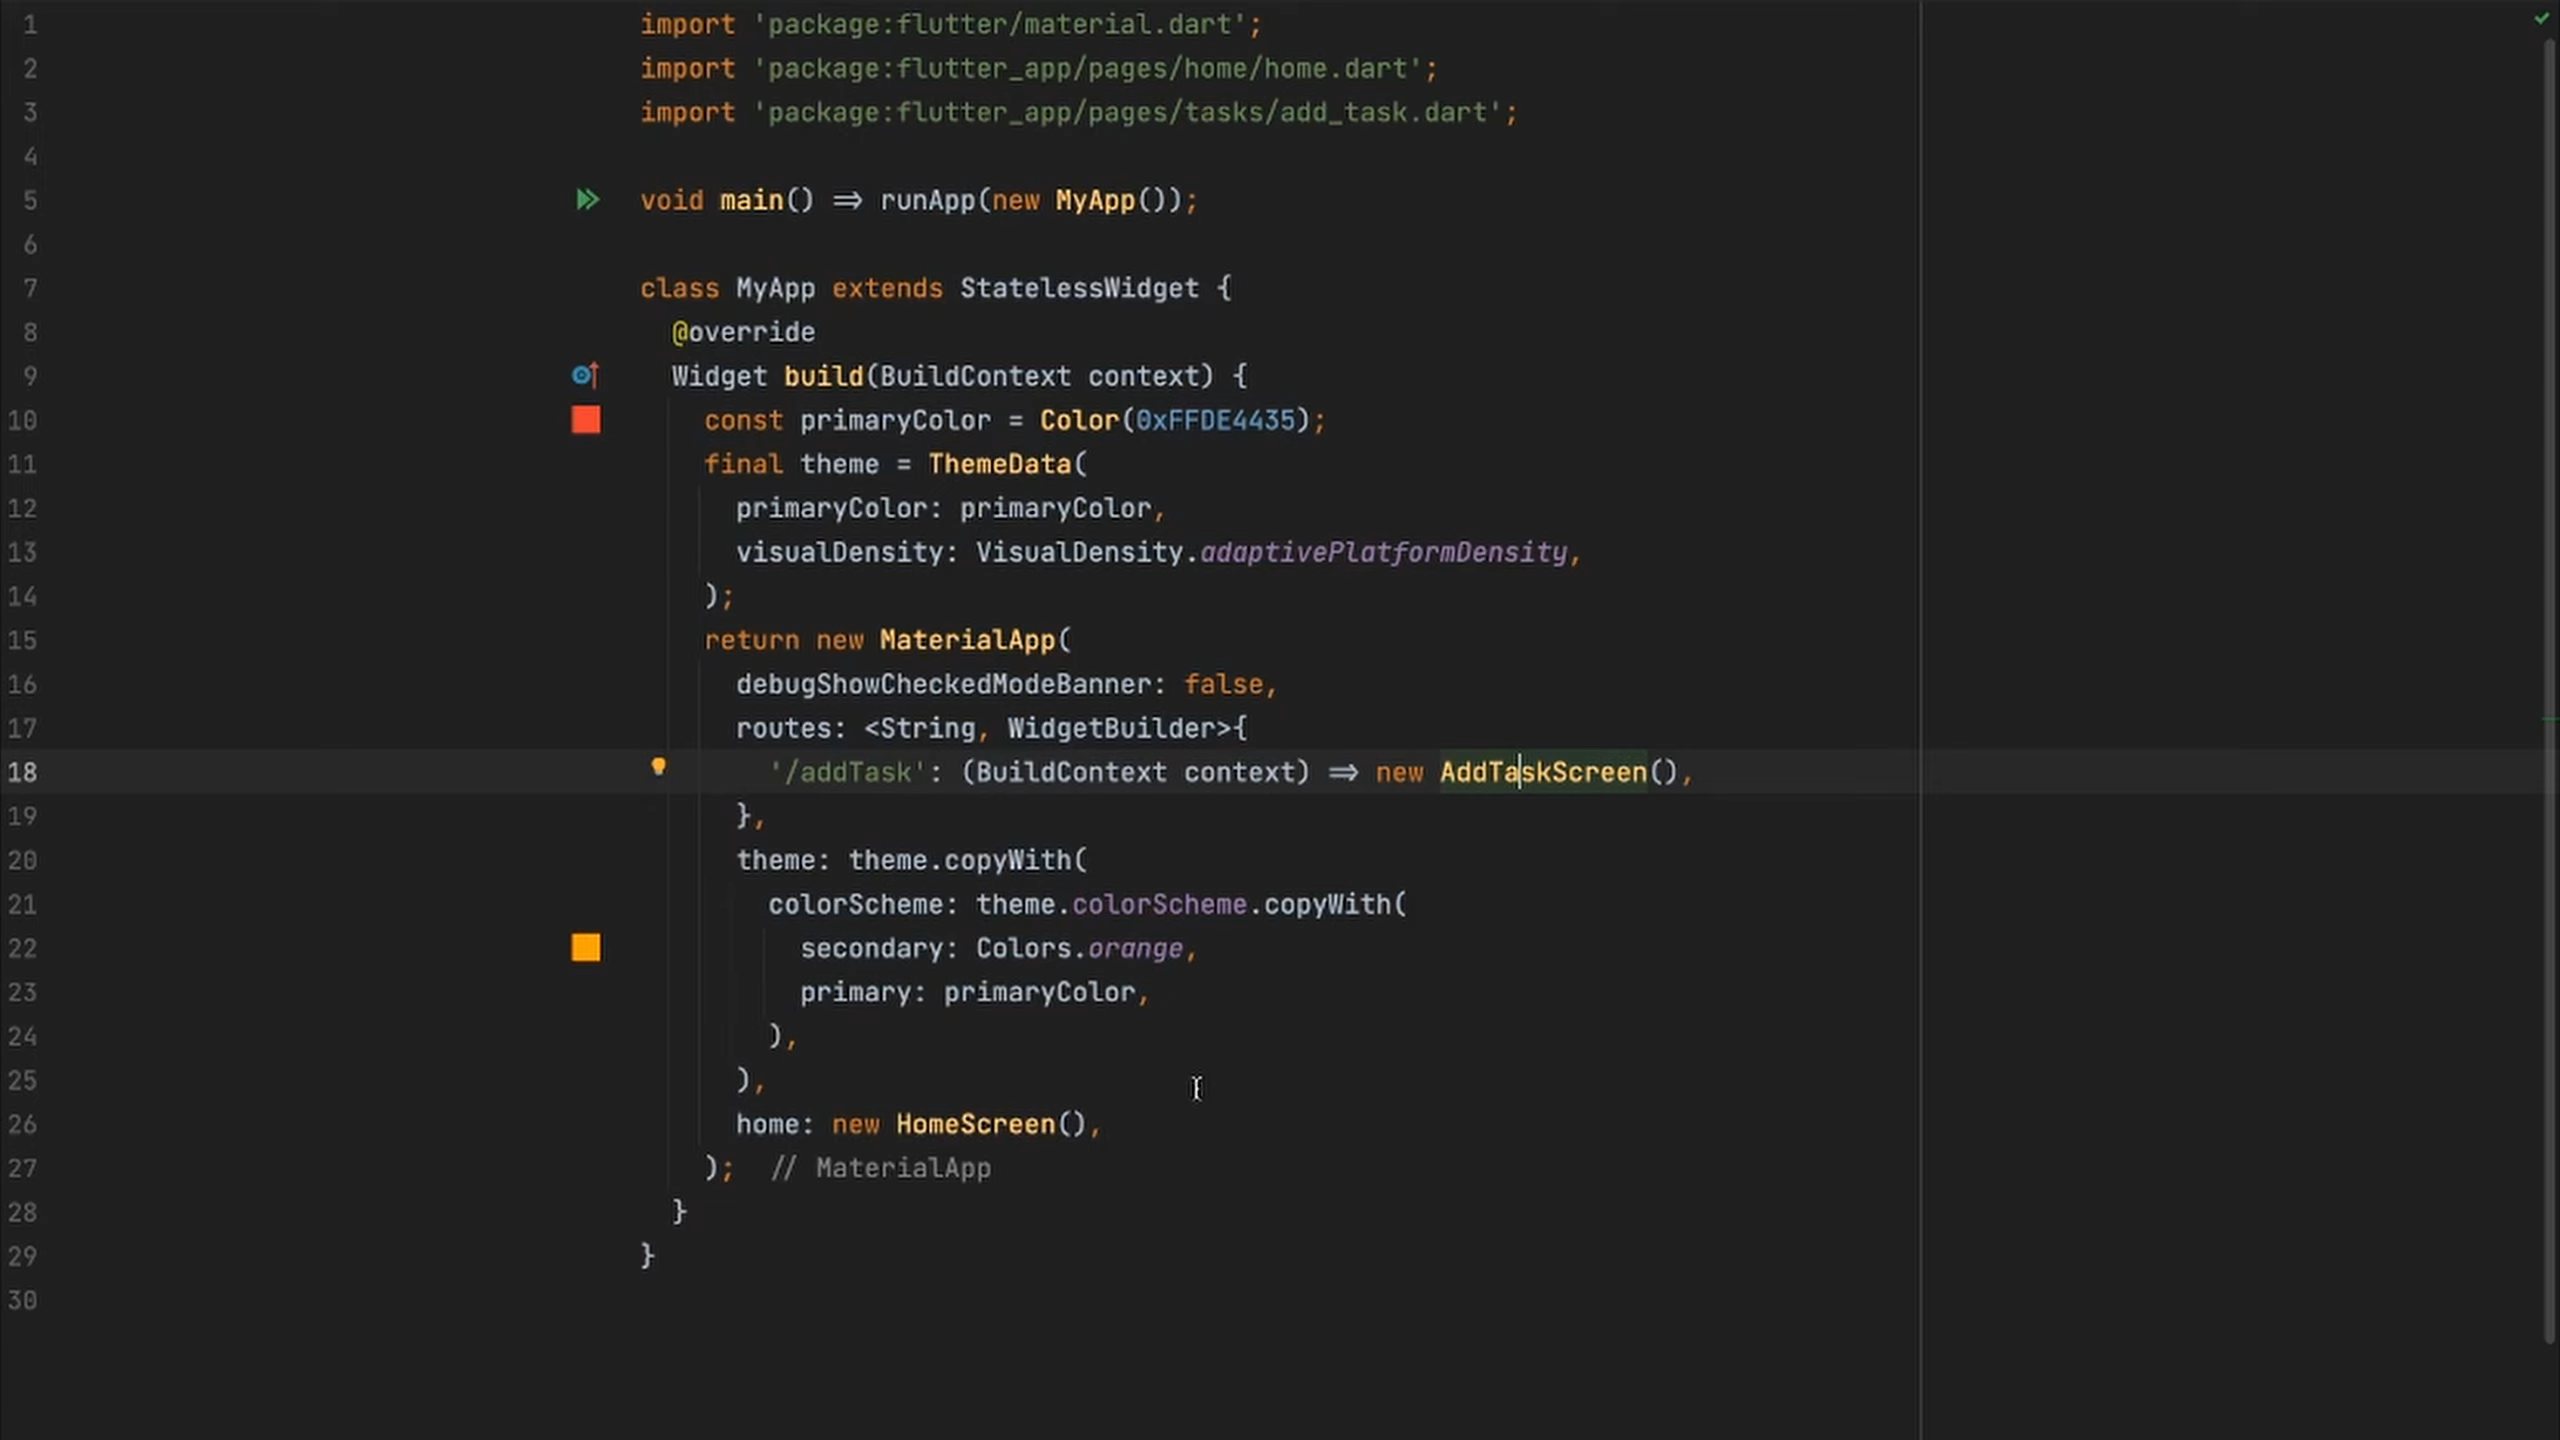 1 import 'package:flutter/material.dart';
2 import 'package:flutter_app/pages/home/home.dart';
3 import 'package:flutter_app/pages/tasks/add_task.dart';
4
5 void main() => runApp(new MyApp());
6
7 class MyApp extends StatelessWidget {
8 @override
9 Widget build(BuildContext context) {
10 const primaryColor = Color(0xFFDE4435);
11 final theme = ThemeData(
12 primaryColor: primaryColor,
13 visualDensity: VisualDensity.adaptivePlatformDensity,
14 );
15 return new MaterialApp(
16 debugShowCheckedModeBanner: false,
17 routes: <String, WidgetBuilder>{
18 '/addTask': (BuildContext context) => new AddTaskScreen(),
19 },
20 theme: theme.copyWith(
21 colorScheme: theme.colorScheme.copyWith(
22 secondary: Colors.orange,
23 primary: primaryColor,
24 ),
25 ),
26 home: new HomeScreen(),
27 ); // MaterialApp
28 }
29 }
30